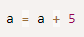 a = a + 5